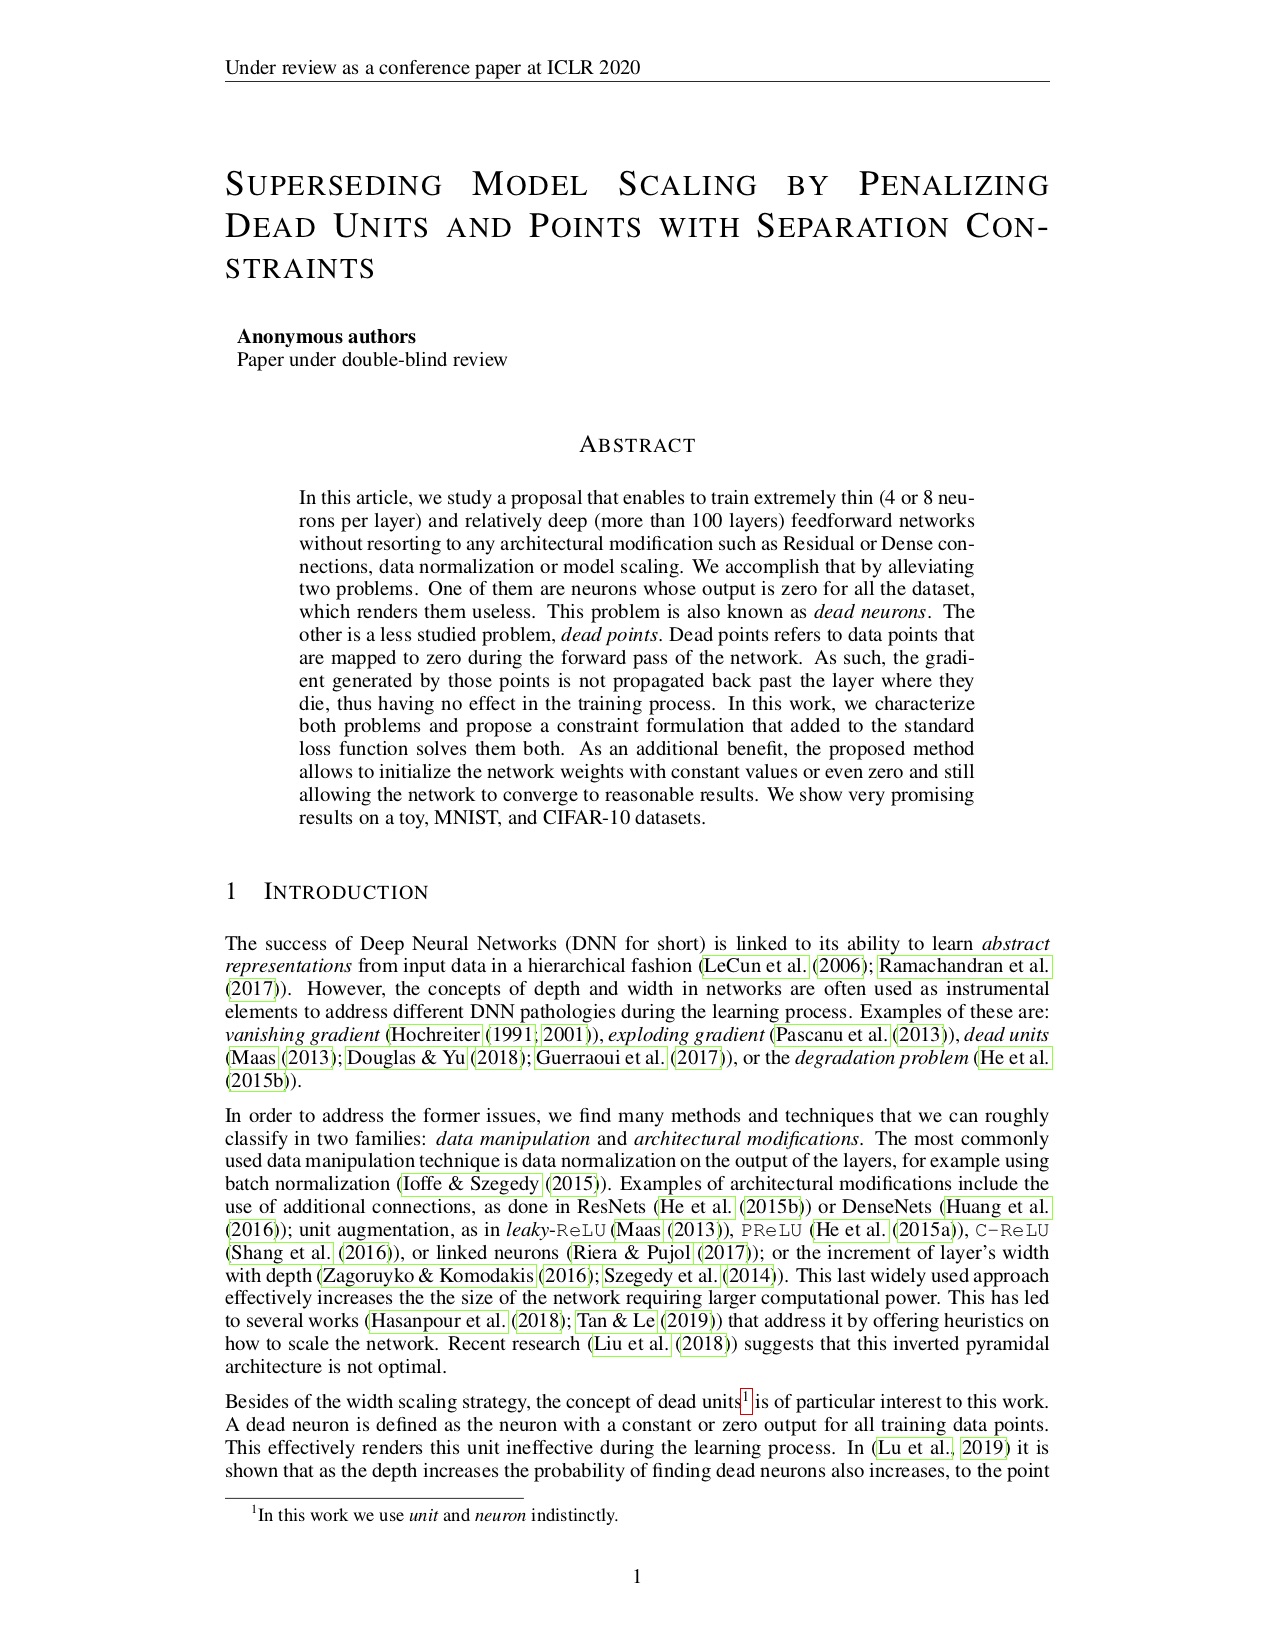 Under review as a conference paper at ICLR 2020
SUPERSEDING MODEL SCALING BY PENALIZING
DEAD UNITS AND POINTS WITH SEPARATION CON-
STRAINTS
Anonymous authors
Paper under double-blind review
ABSTRACT
In this article, we study a proposal that enables to train extremely thin (4 or 8 neu-
rons per layer) and relatively deep (more than 100 layers) feedforward networks
without resorting to any architectural modification such as Residual or Dense con-
nections, data normalization or model scaling. We accomplish that by alleviating
two problems. One of them are neurons whose output is zero for all the dataset,
which renders them useless. This problem is also known as dead neurons. The
other is a less studied problem, dead points. Dead points refers to data points that
are mapped to zero during the forward pass of the network. As such, the gradi-
ent generated by those points is not propagated back past the layer where they
die, thus having no effect in the training process. In this work, we characterize
both problems and propose a constraint formulation that added to the standard
loss function solves them both. As an additional benefit, the proposed method
allows to initialize the network weights with constant values or even zero and still
allowing the network to converge to reasonable results. We show very promising
results on a toy, MNIST, and CIFAR-10 datasets.
1 INTRODUCTION
The success of Deep Neural Networks (DNN for short) is linked to its ability to learn abstract
representations from input data in a hierarchical fashion (LeCun et al. (2006); Ramachandran et al.
(2017)). However, the concepts of depth and width in networks are often used as instrumental
elements to address different DNN pathologies during the learning process. Examples of these are:
vanishing gradient (Hochreiter (1991; 2001)), exploding gradient (Pascanu et al. (2013)), dead units
(Maas (2013); Douglas & Yu (2018); Guerraoui et al. (2017)), or the degradation problem (He et al.
(2015b)).
In order to address the former issues, we find many methods and techniques that we can roughly
classify in two families: data manipulation and architectural modifications. The most commonly
used data manipulation technique is data normalization on the output of the layers, for example using
batch normalization (Ioffe & Szegedy (2015)). Examples of architectural modifications include the
use of additional connections, as done in ResNets (He et al. (2015b)) or DenseNets (Huang et al.
(2016)); unit augmentation, as in leaky-ReLU (Maas (2013)), PReLU (He et al. (2015a)), C-ReLU
(Shang et al. (2016)), or linked neurons (Riera & Pujol (2017)); or the increment of layer's width
with depth (Zagoruyko & Komodakis (2016); Szegedy et al. (2014)). This last widely used approach
effectively increases the the size of the network requiring larger computational power. This has led
to several works (Hasanpour et al. (2018); Tan & Le (2019)) that address it by offering heuristics on
how to scale the network. Recent research (Liu et al. (2018)) suggests that this inverted pyramidal
architecture is not optimal.
Besides of the width scaling strategy, the concept of dead units1 is of particular interest to this work.
A dead neuron is defined as the neuron with a constant or zero output for all training data points.
This effectively renders this unit ineffective during the learning process. In (Lu et al., 2019) it is
shown that as the depth increases the probability of finding dead neurons also increases, to the point
1In this work we use unit and neuron indistinctly.
1